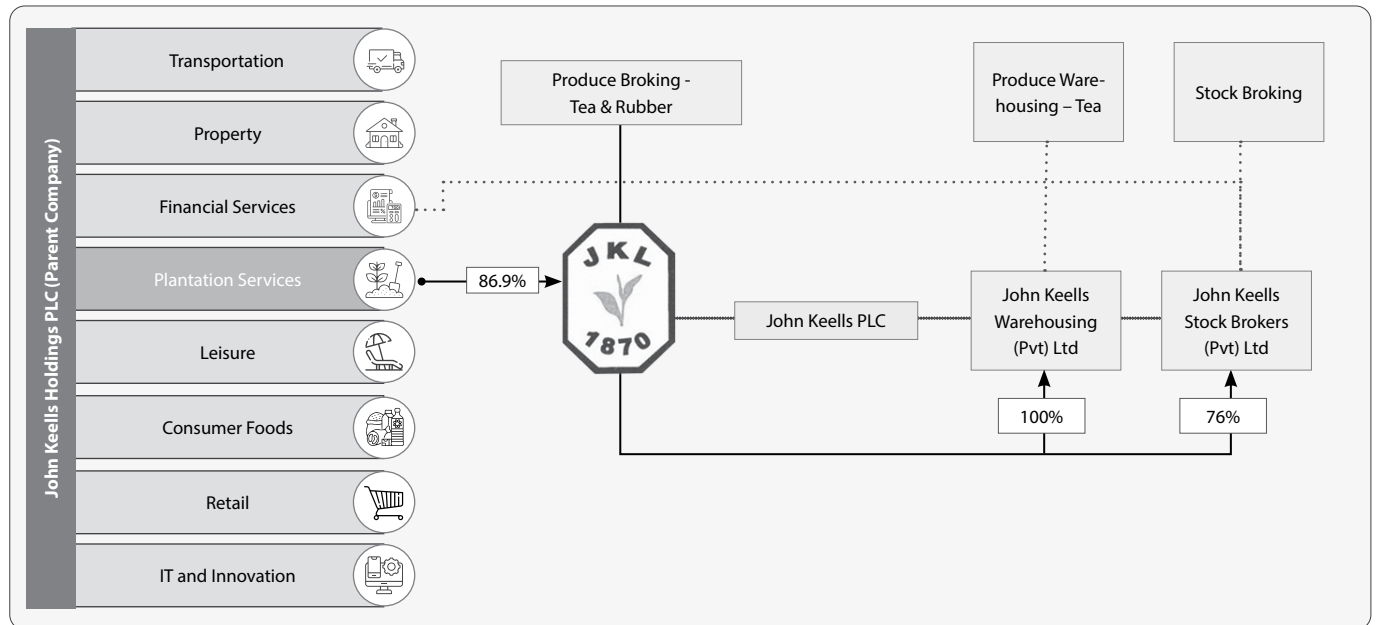 John Keells Holdings PLC (Parent Company)
Transportation
Property
Financial Services
Plantation Services
Leisure
Consumer Foods
Retail
IT and Innovation
86.9%
Produce Broking -
Tea & Rubber
JKL
1870
John Keells PLC
Produce Ware-
housing – Tea
Stock Broking
John Keells
Warehousing
(Pvt) Ltd
John Keells
Stock Brokers
(Pvt) Ltd
100%
76%